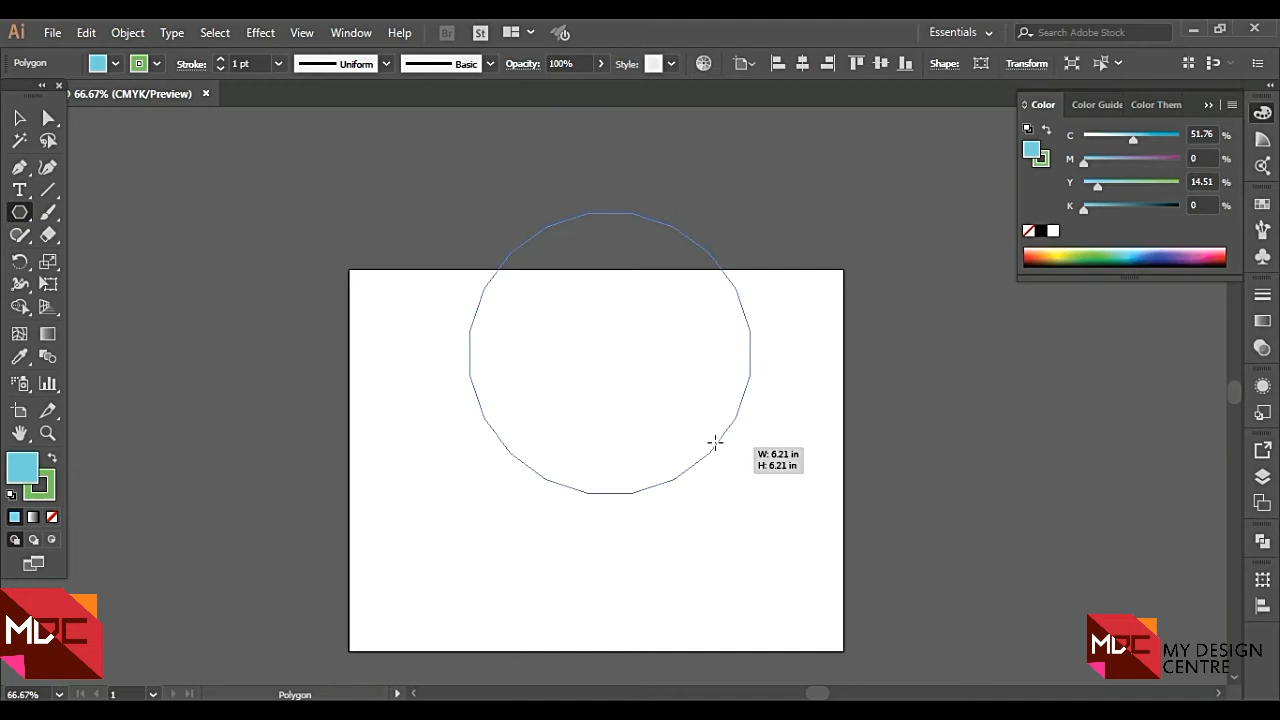 Ai File Edit Object Type Select Effect View Window Help Br St Essentials Search Adobe Stock
Polygon Stroke: 1 pt Uniform Basic Opacity: 100% Style: Shape: Transform
66.67% (CMYK/Preview)
Color Color Guide Color Them
C 51.76 %
M 0 %
Y 14.51 %
K 0 %
T
W: 6.21 in
H: 6.21 in
MDC
MDC MY DESIGN
CENTRE
66.67% 1 Polygon